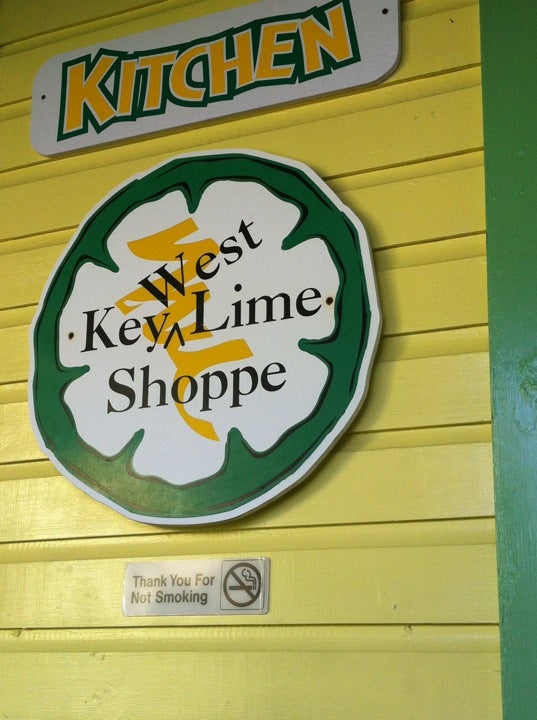 KITCHEN
West
Key ^ Lime
Shoppe
Thank You For
Not Smoking